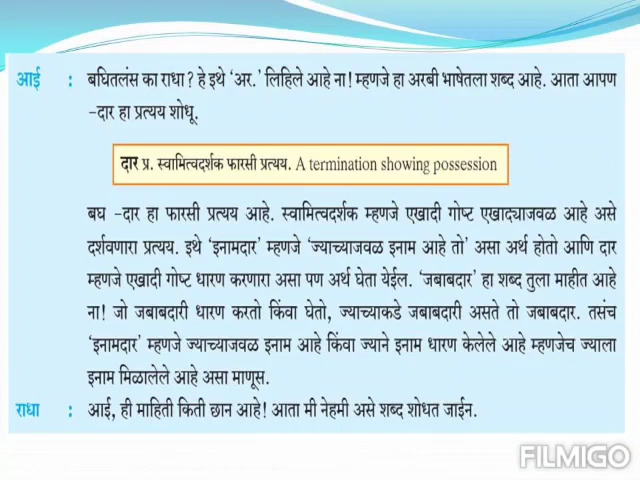 आई : बघितलंस का राधा? हे इथे ‘अर.’ लिहिले आहे ना! म्हणजे हा अरबी भाषेतला शब्द आहे. आता आपण
–दार हा प्रत्यय शोधू.
दार प्र. स्वामित्वदर्शक फारसी प्रत्यय. A termination showing possession
बघ –दार हा फारसी प्रत्यय आहे. स्वामित्वदर्शक म्हणजे एखादी गोष्ट एखाद्याजवळ आहे असे
दर्शवणारा प्रत्यय. इथे ‘इनामदार’ म्हणजे ‘ज्याच्याजवळ इनाम आहे तो’ असा अर्थ होतो आणि दार
म्हणजे एखादी गोष्ट धारण करणारा असा पण अर्थ घेता येईल. ‘जबाबदार’ हा शब्द तुला माहीत आहे
ना! जो जबाबदारी धारण करतो किंवा घेतो, ज्याच्याकडे जबाबदारी असते तो जबाबदार. तसंच
‘इनामदार’ म्हणजे ज्याच्याजवळ इनाम आहे किंवा ज्याने इनाम धारण केलेले आहे म्हणजेच ज्याला
इनाम मिळालेले आहे असा माणूस.
राधा : आई, ही माहिती किती छान आहे! आता मी नेहमी असे शब्द शोधत जाईन.
FILMIGO